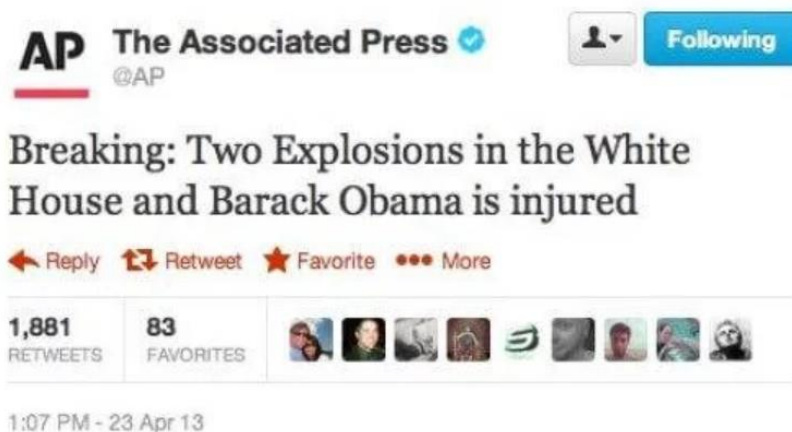 AP The Associated Press Following
@AP
Breaking: Two Explosions in the White
House and Barack Obama is injured
Reply Retweet Favorite More
1,881 83
RETWEETS FAVORITES
1:07 PM - 23 Apr 13